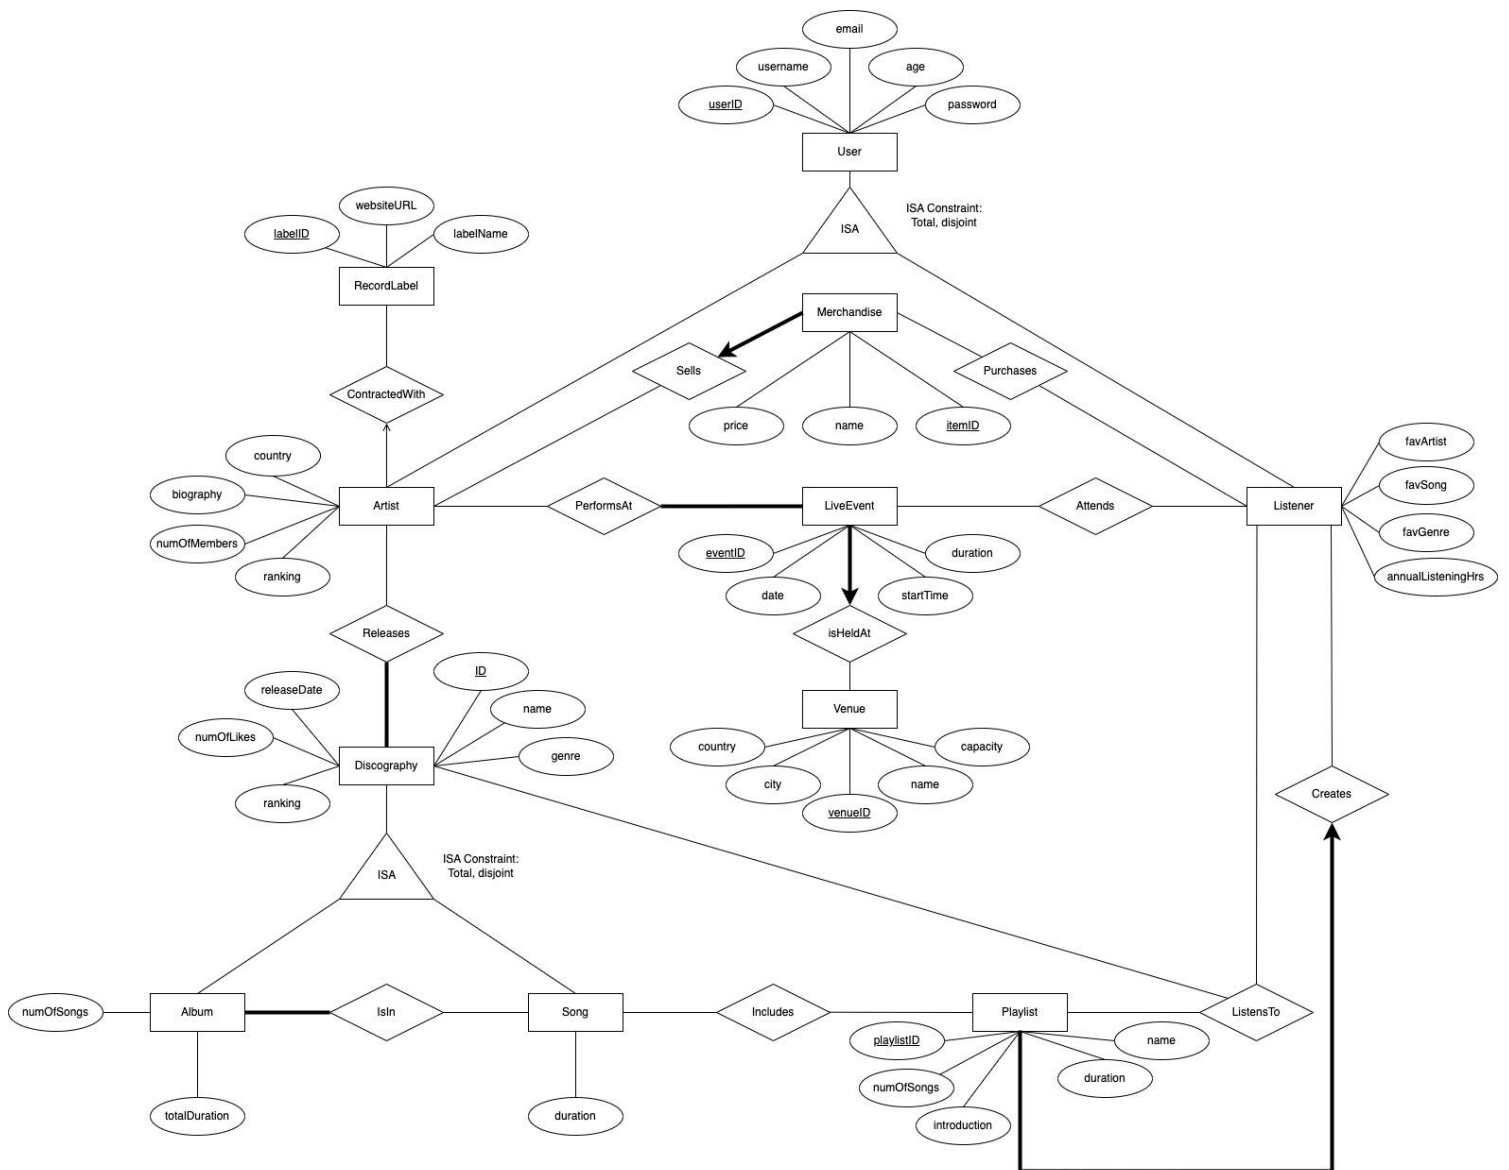 email
username
age
userID
password
User
ISA
ISA Constraint:
Total, disjoint
websiteURL
labelID
labelName
RecordLabel
Merchandise
Sells
Purchases
ContractedWith
price
name
itemID
country
biography
numOfMembers
ranking
Artist
PerformsAt
LiveEvent
Attends
Listener
favArtist
favSong
favGenre
annualListeningHrs
eventID
duration
date
startTime
Releases
isHeldAt
ID
releaseDate
name
numOfLikes
genre
Discography
ranking
Venue
country
capacity
city
name
venueID
Creates
ISA
ISA Constraint:
Total, disjoint
numOfSongs
Album
IsIn
Song
Includes
Playlist
ListensTo
playlistID
name
numOfSongs
duration
introduction
totalDuration
duration